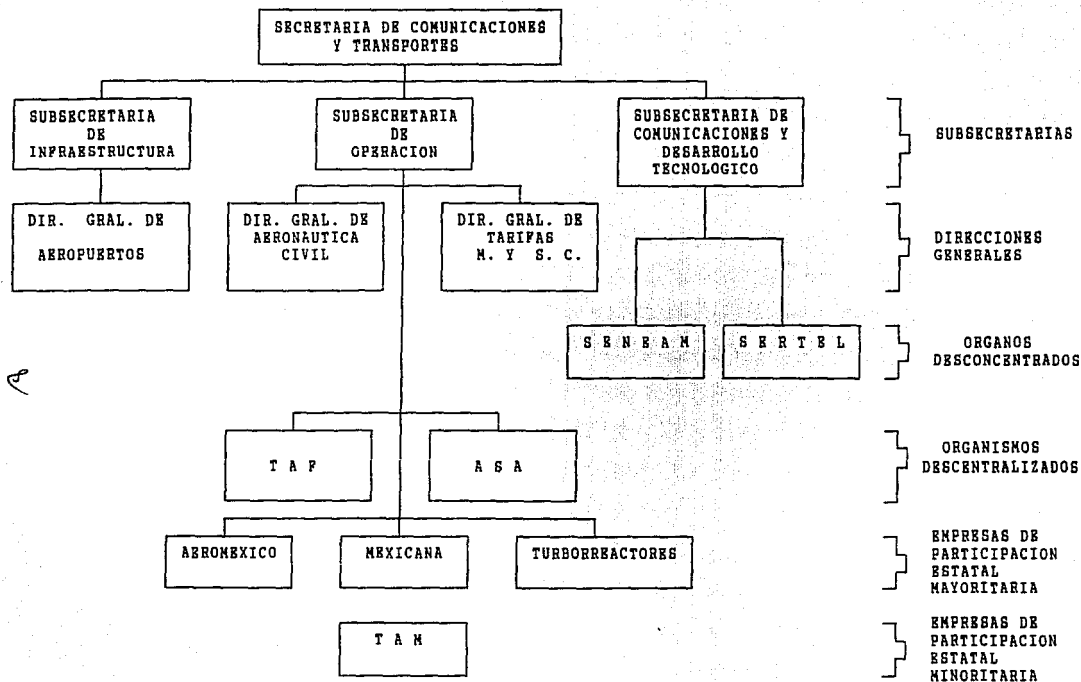 SECRETARIA DE COMUNICACIONES
Y TRANSPORTES
SUBSECRETARIA
DE
INFRAESTRUCTURA
SUBSECRETARIA
DE
OPERACION
SUBSECRETARIA DE
COMUNICACIONES Y
DESARROLLO
TECNOLOGICO
SUBSECRETARIAS
DIR. GRAL. DE
AEROPUERTOS
DIR. GRAL. DE
AERONAUTICA
CIVIL
DIR. GRAL. DE
TARIFAS
M. Y S. C.
DIRECCIONES
GENERALES
S E N E A M
S E R T E L
ORGANOS
DESCONCENTRADOS
T A F
A S A
ORGANISMOS
DESCENTRALIZADOS
AEROMEXICO
MEXICANA
TURBORREACTORES
EMPRESAS DE
PARTICIPACION
ESTATAL
MAYORITARIA
T A M
EMPRESAS DE
PARTICIPACION
ESTATAL
MINORITARIA